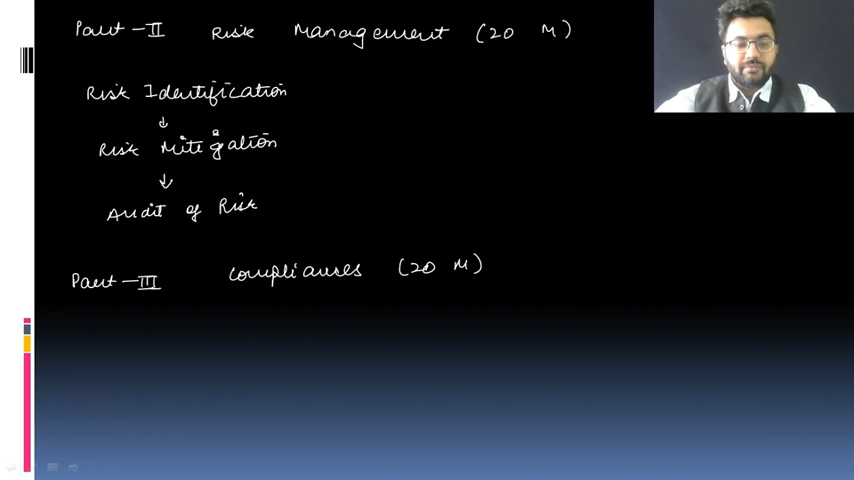 Part-II Risk Management (20 M)
Risk Identification
↓
Risk Mitigation
↓
Audit of Risk
Part-III Compliances (20 M)